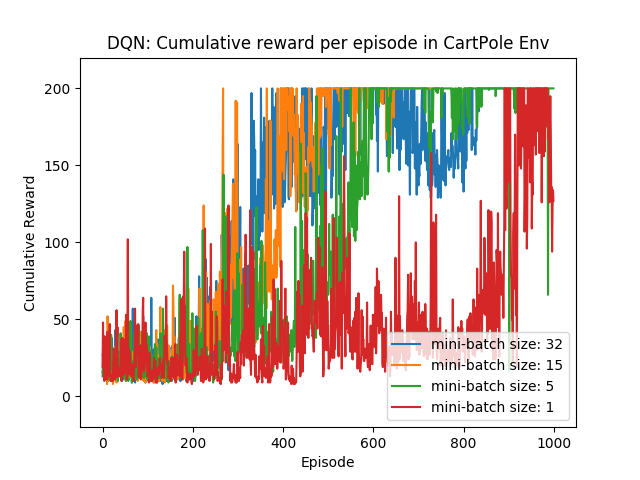 DQN: Cumulative reward per episode in CartPole Env
Cumulative Reward
200
150
100
50
0
mini-batch size: 32
mini-batch size: 15
mini-batch size: 5
mini-batch size: 1
0 200 400 600 800 1000
Episode